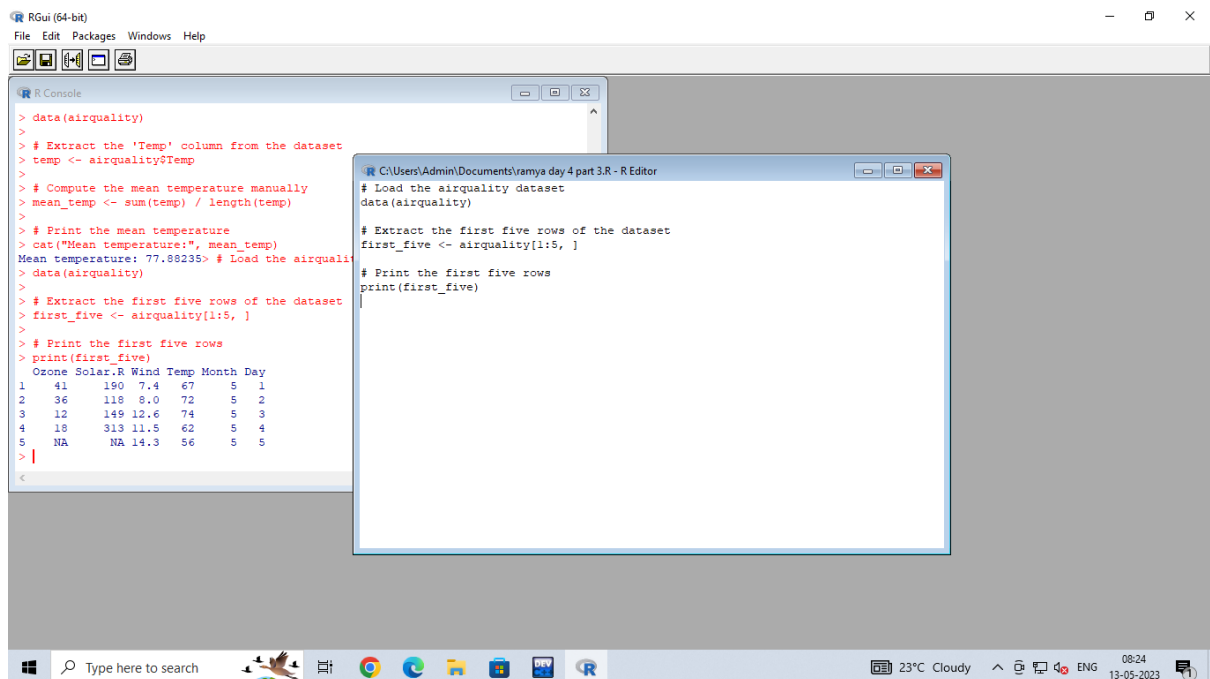 RGui (64-bit)
File Edit Packages Windows Help
R Console
> data(airquality)
>
> # Extract the 'Temp' column from the dataset
> temp <- airquality$Temp
>
> # Compute the mean temperature manually
> mean_temp <- sum(temp) / length(temp)
>
> # Print the mean temperature
> cat("Mean temperature:", mean_temp)
Mean temperature: 77.88235> # Load the airqualit
> data(airquality)
>
> # Extract the first five rows of the dataset
> first_five <- airquality[1:5, ]
>
> # Print the first five rows
> print(first_five)
  Ozone Solar.R Wind Temp Month Day
1    41     190  7.4   67     5   1
2    36     118  8.0   72     5   2
3    12     149 12.6   74     5   3
4    18     313 11.5   62     5   4
5    NA      NA 14.3   56     5   5
>
C:\Users\Admin\Documents\ramya day 4 part 3.R - R Editor
# Load the airquality dataset
data(airquality)

# Extract the first five rows of the dataset
first_five <- airquality[1:5, ]

# Print the first five rows
print(first_five)
Type here to search
DEV
23°C Cloudy
ENG
08:24
13-05-2023
1